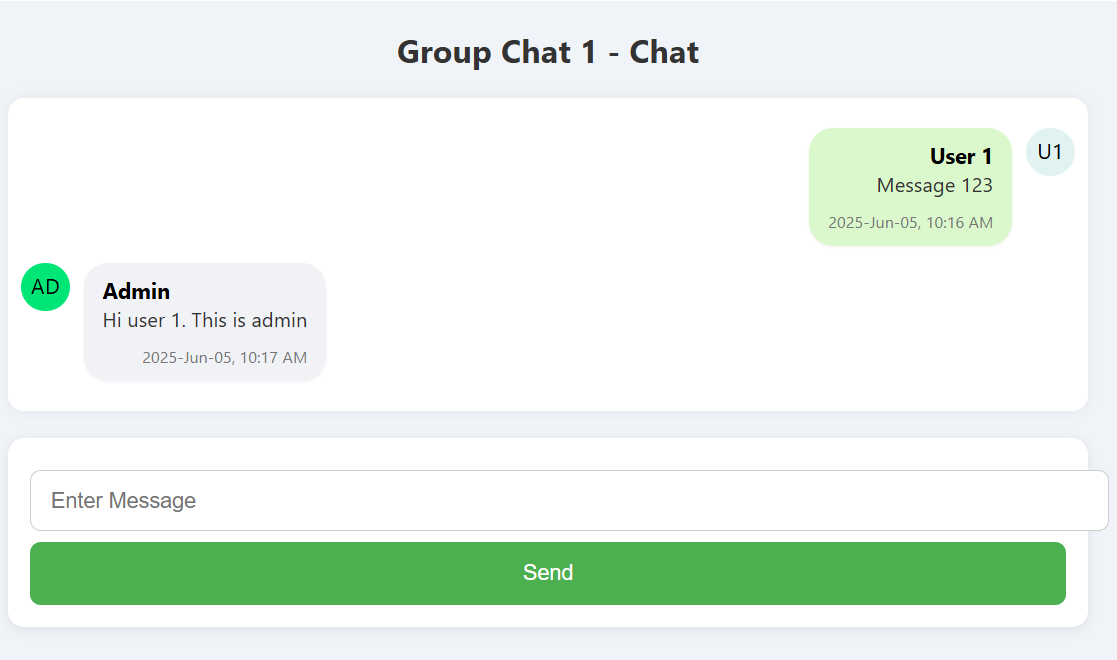 Group Chat 1 - Chat
User 1
U1
Message 123
2025-Jun-05, 10:16 AM
AD
Admin
Hi user 1. This is admin
2025-Jun-05, 10:17 AM
Enter Message
Send